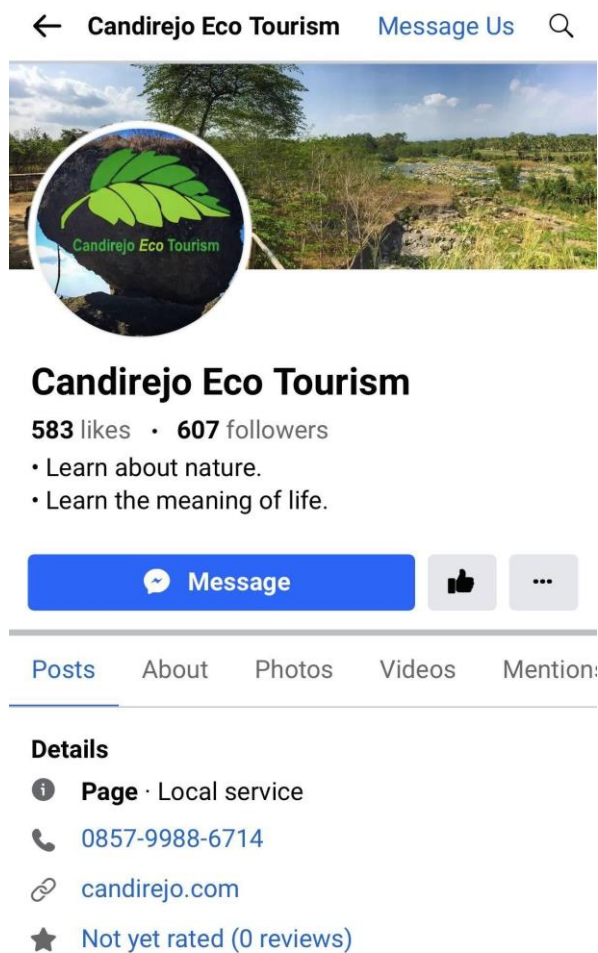 Candirejo Eco Tourism Message Us
Candirejo Eco Tourism
Candirejo Eco Tourism
583 likes · 607 followers
• Learn about nature.
• Learn the meaning of life.
Message
Posts About Photos Videos Mentions
Details
Page · Local service
0857-9988-6714
candirejo.com
Not yet rated (0 reviews)